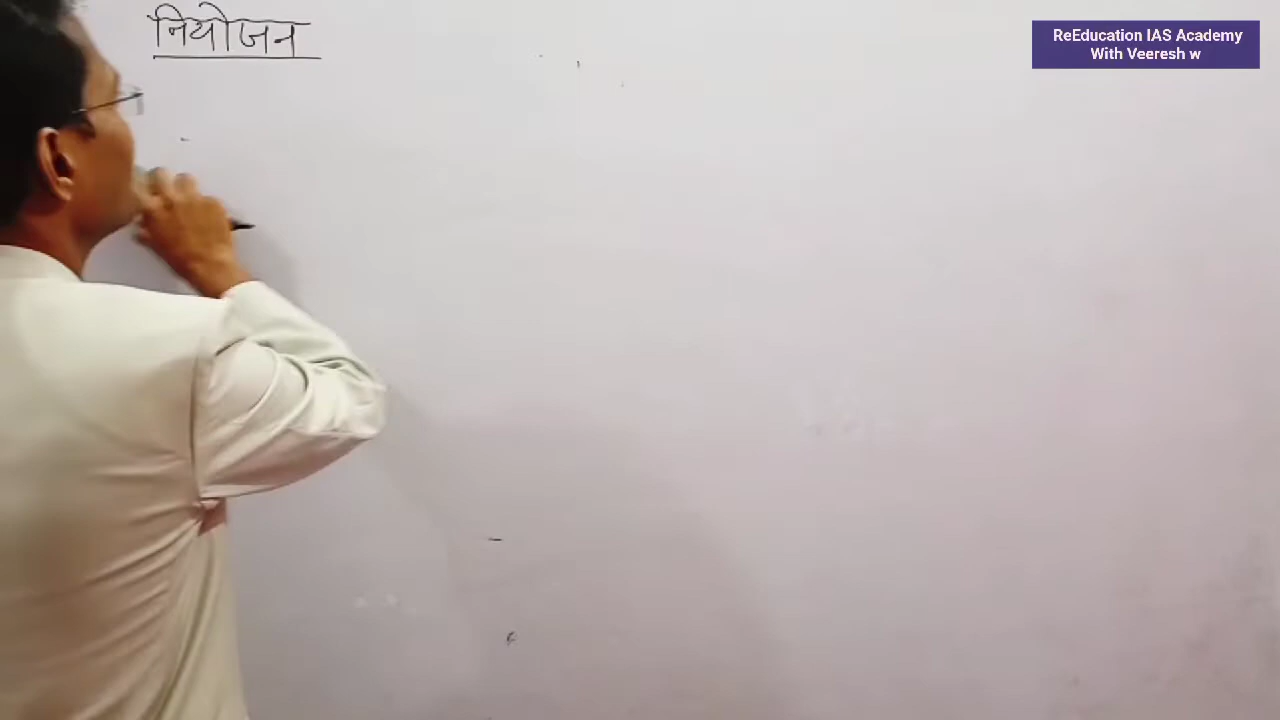 नियोजन
ReEducation IAS Academy
With Veeresh w